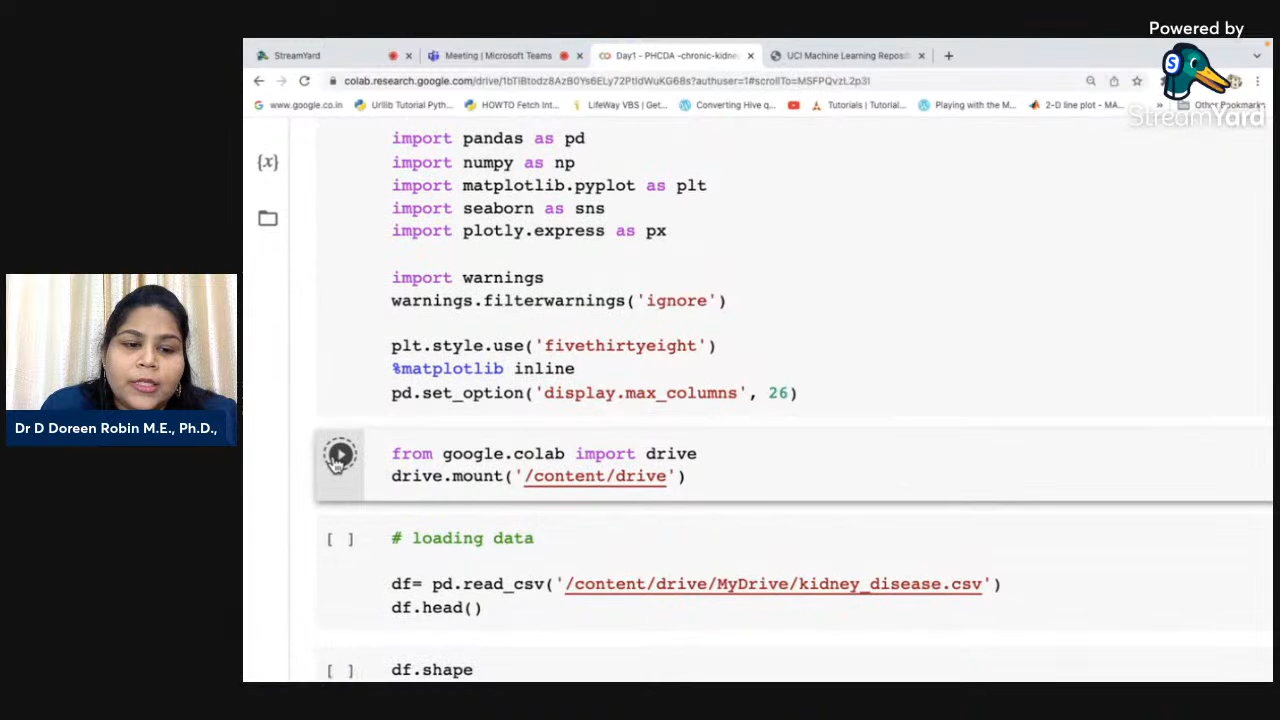 Powered by
StreamYard
StreamYard
Meeting | Microsoft Teams
Day1 - PHCDA -chronic-kidne
UCI Machine Learning Reposit
colab.research.google.com/drive/
www.google.co.in
Urllib Tutorial Pyth...
HOWTO Fetch Int...
LifeWay VBS | Get...
Converting Hive q...
Tutorials | Tutorial...
Playing with the M...
2-D line plot - MA...
»
Other Bookmarks
{x}
import pandas as pd
import numpy as np
import matplotlib.pyplot as plt
import seaborn as sns
import plotly.express as px
import warnings
warnings.filterwarnings('ignore')
plt.style.use('fivethirtyeight')
%matplotlib inline
pd.set_option('display.max_columns', 26)
from google.colab import drive
drive.mount('/content/drive')
[ ] # loading data
df= pd.read_csv('/content/drive/MyDrive/kidney_disease.csv')
df.head()
[ ] df.shape
Dr D Doreen Robin M.E., Ph.D.,